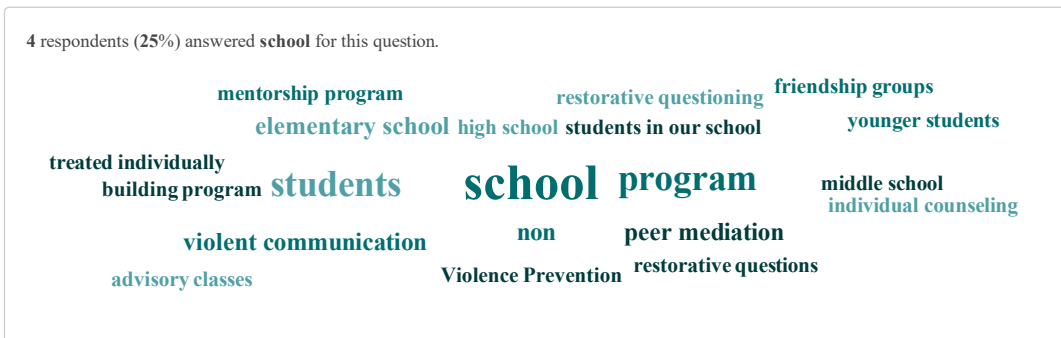 4 respondents (25%) answered school for this question.
mentorship program
restorative questioning
friendship groups
elementary school
high school
students in our school
younger students
treated individually
building program
students
school
program
middle school
individual counseling
violent communication
non
peer mediation
advisory classes
Violence Prevention
restorative questions